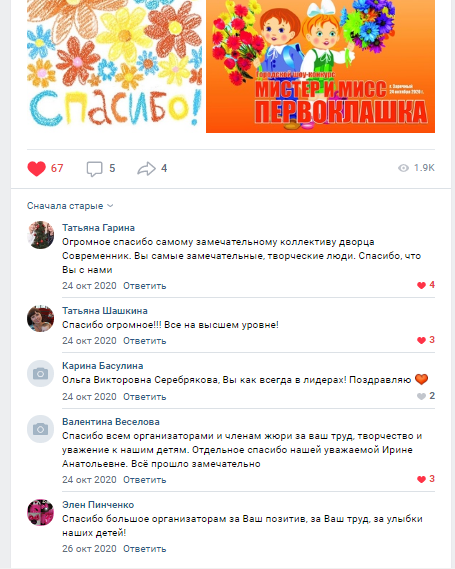 Спасибо!
Городской шоу-конкурс
МИСТЕР И МИСС
ПЕРВОКЛАШКА
67
5
4
1.9K
Сначала старые
Татьяна Гарина
Огромное спасибо самому замечательному коллективу дворца
Современник. Вы самые замечательные, творческие люди. Спасибо, что
Вы с нами
24 окт 2020 Ответить
4
Татьяна Шашкина
Спасибо огромное!!! Все на высшем уровне!
24 окт 2020 Ответить
3
Карина Басулина
Ольга Викторовна Серебрякова, Вы как всегда в лидерах! Поздравляю
24 окт 2020 Ответить
2
Валентина Веселова
Спасибо всем организаторами и членам жюри за ваш труд, творчество и
уважение к нашим детям. Отдельное спасибо нашей уважаемой Ирине
Анатольевне. Всё прошло замечательно
24 окт 2020 Ответить
3
Элен Пинченко
Спасибо большое организаторам за Ваш позитив, за Ваш труд, за улыбки
наших детей!
26 окт 2020 Ответить